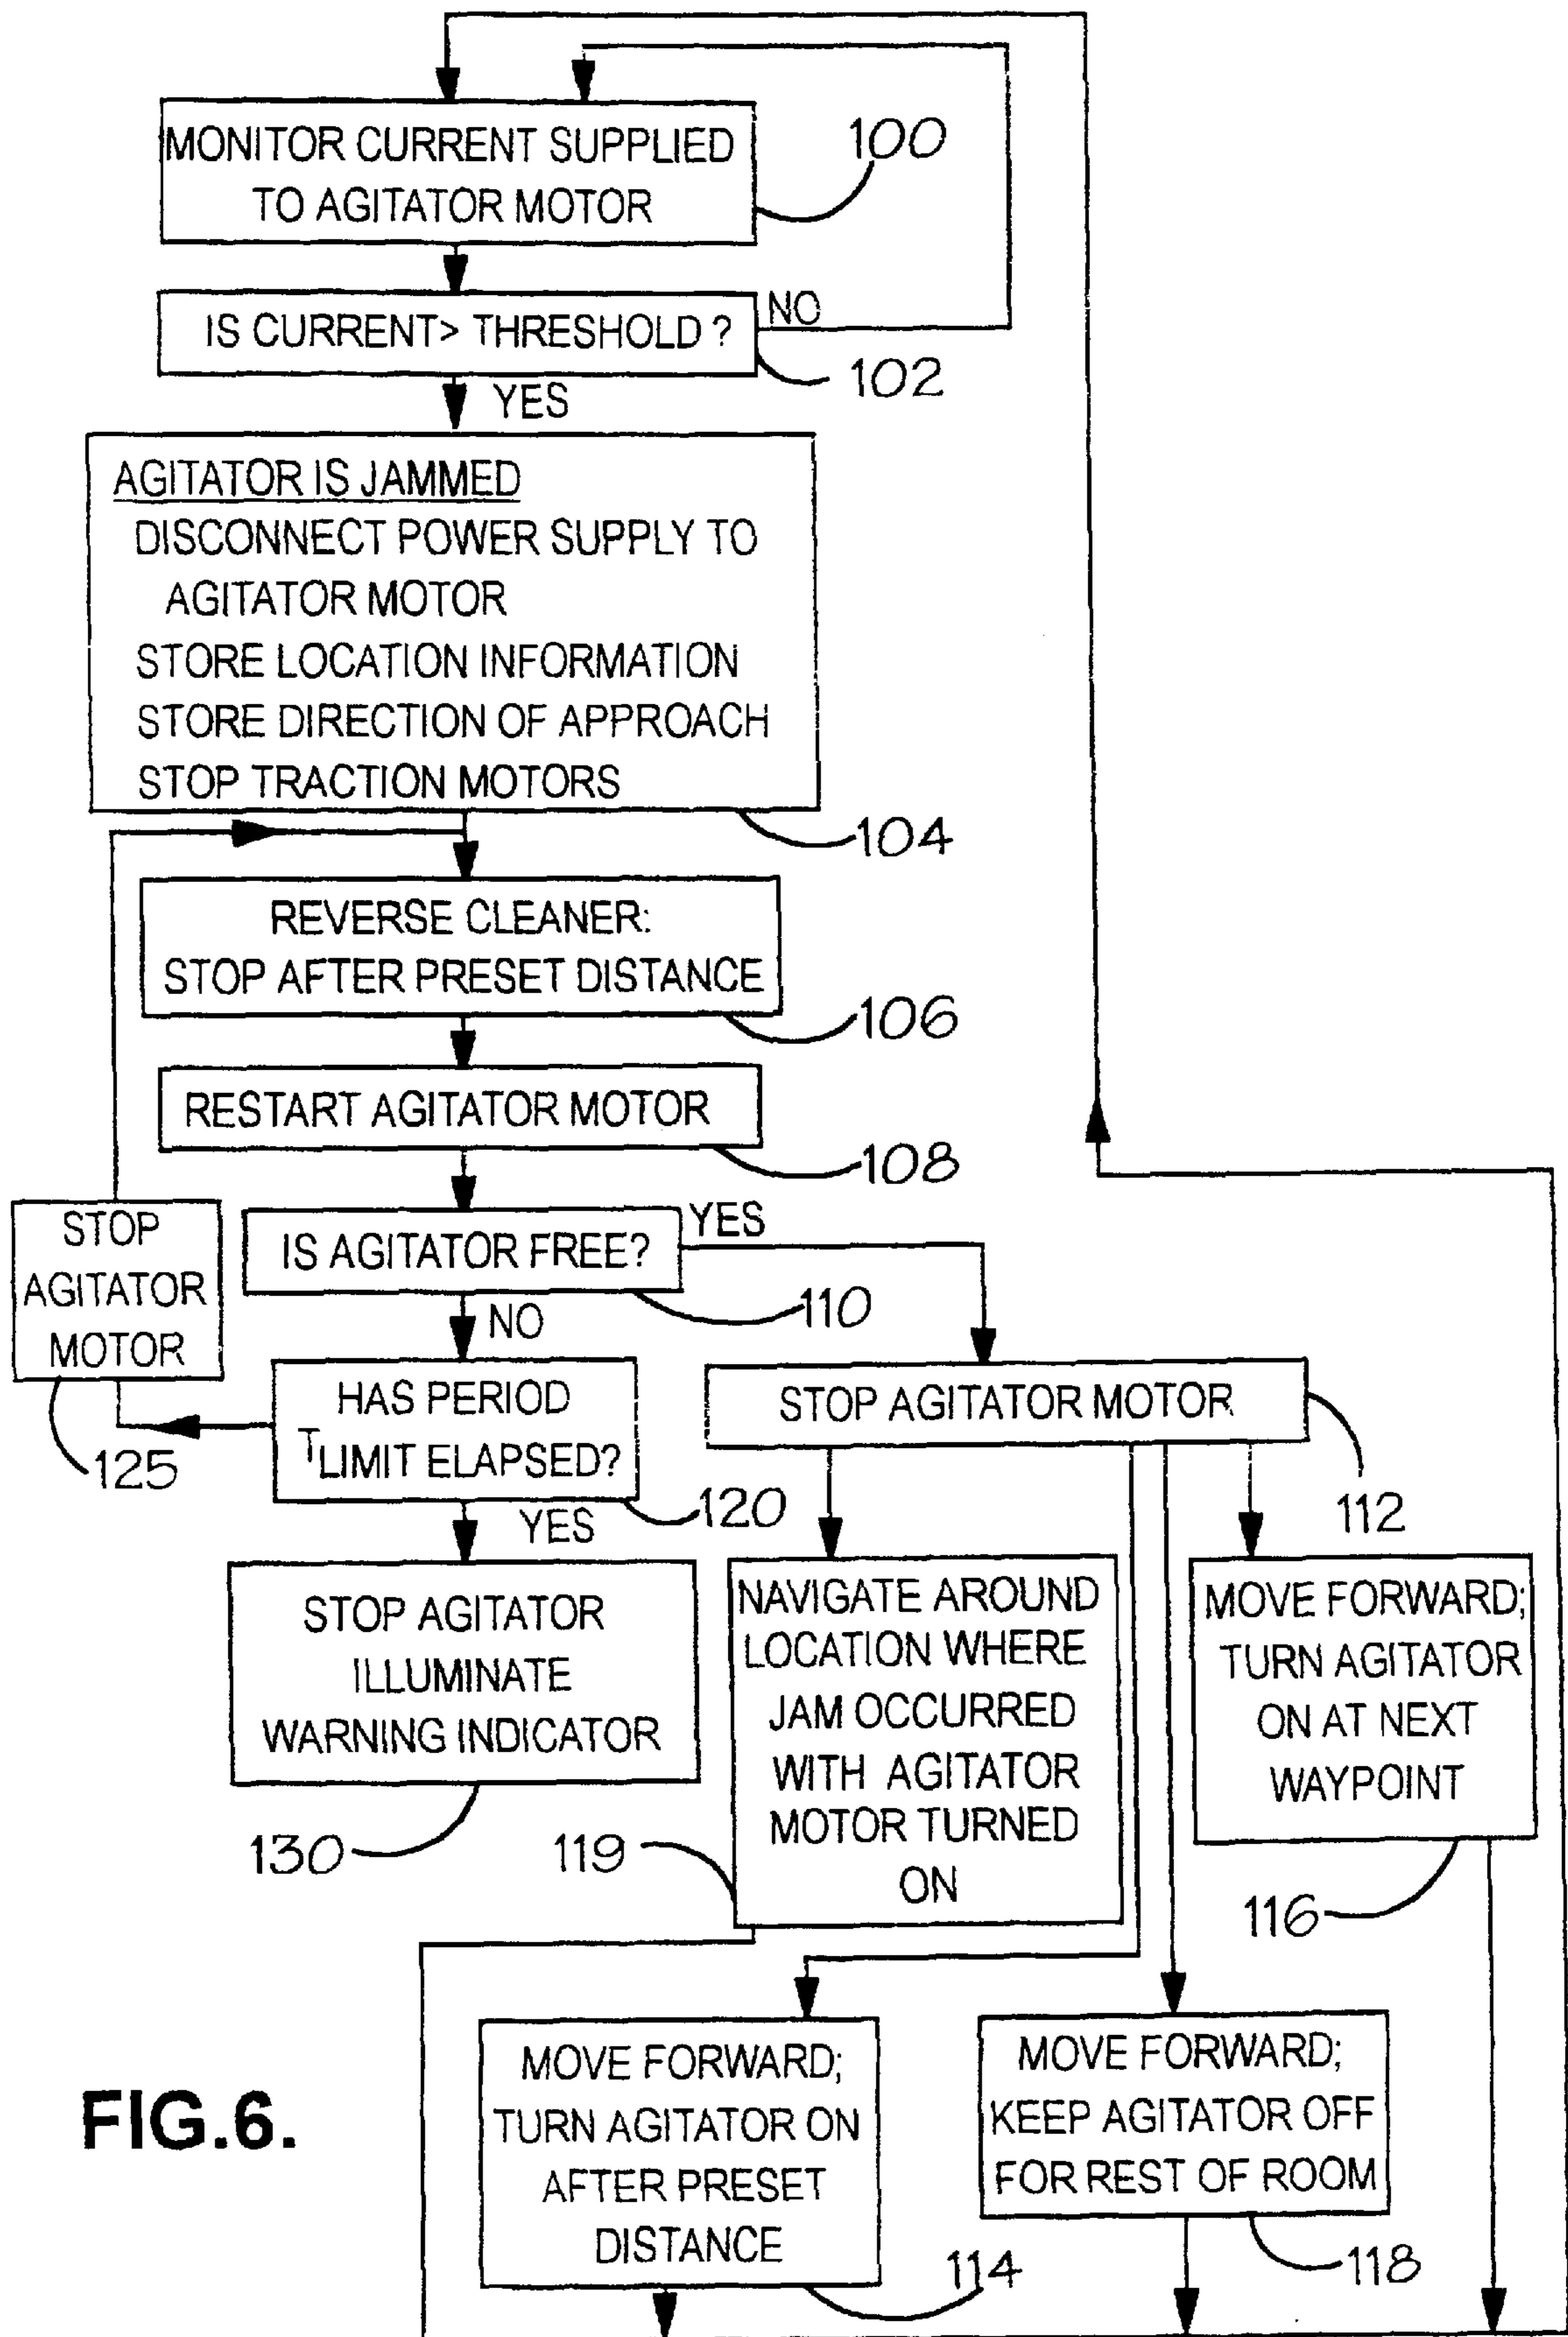 MONITOR CURRENT SUPPLIED
TO AGITATOR MOTOR
100
IS CURRENT> THRESHOLD ?
NO
102
YES
AGITATOR IS JAMMED
DISCONNECT POWER SUPPLY TO
AGITATOR MOTOR
STORE LOCATION INFORMATION
STORE DIRECTION OF APPROACH
STOP TRACTION MOTORS
104
REVERSE CLEANER:
STOP AFTER PRESET DISTANCE
106
RESTART AGITATOR MOTOR
108
STOP
AGITATOR
MOTOR
125
IS AGITATOR FREE?
YES
110
NO
HAS PERIOD
TLIMIT ELAPSED?
120
YES
STOP AGITATOR MOTOR
112
STOP AGITATOR
ILLUMINATE
WARNING INDICATOR
130
NAVIGATE AROUND
LOCATION WHERE
JAM OCCURRED
WITH AGITATOR
MOTOR TURNED
ON
119
MOVE FORWARD;
TURN AGITATOR
ON AT NEXT
WAYPOINT
116
MOVE FORWARD;
TURN AGITATOR ON
AFTER PRESET
DISTANCE
114
MOVE FORWARD;
KEEP AGITATOR OFF
FOR REST OF ROOM
118
FIG.6.